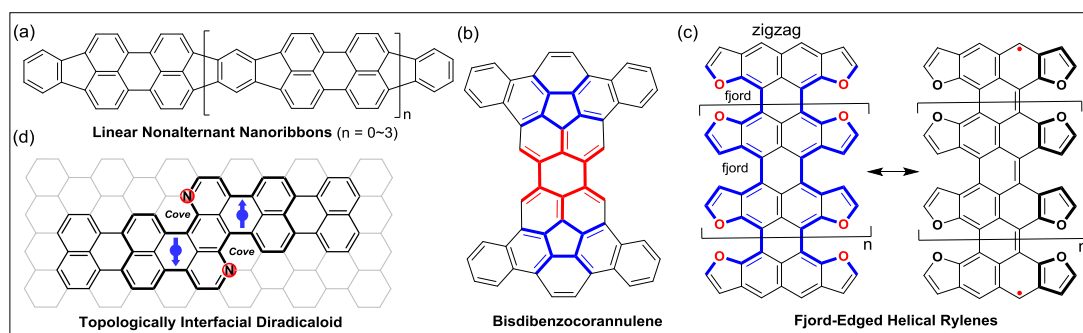 (a)
n
Linear Nonalternant Nanoribbons (n = 0~3)
(b)
Bisdibenzocorannulene
(c)
zigzag
O O
fjord
O O
fjord
O O
n
O O
O O
O O
O O
n
O O
Fjord-Edged Helical Rylenes
(d)
N
Cove
Cove
N
Topologically Interfacial Diradicaloid